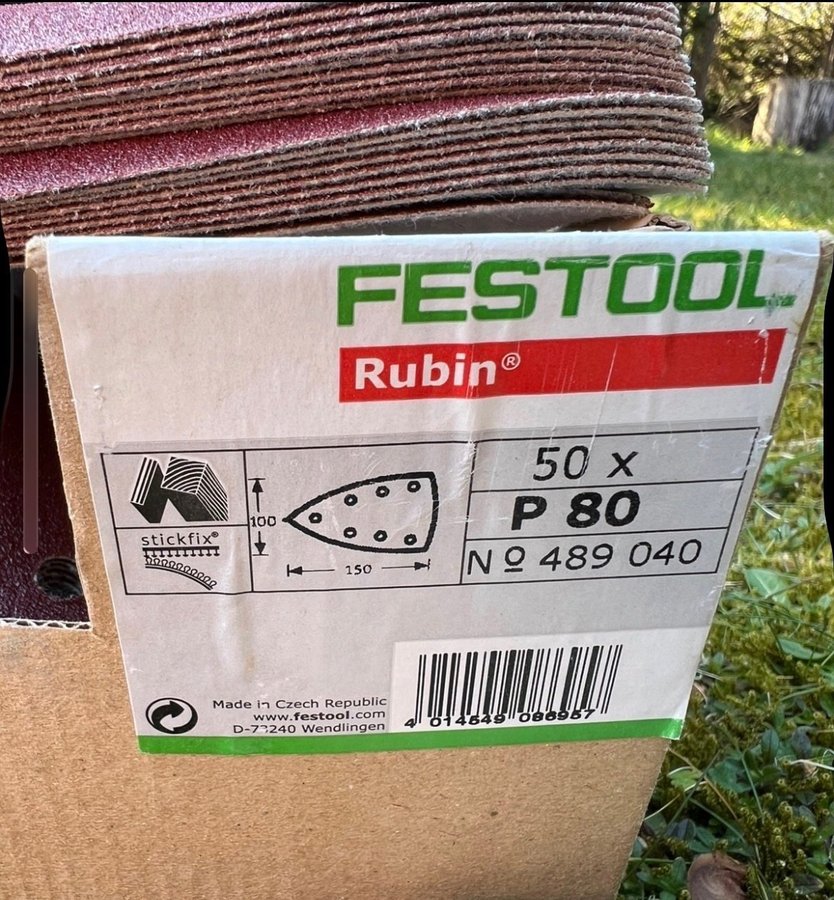 FESTOOL
Rubin®
50 x
P 80
Nº 489 040
stickfix®
100
150
Made in Czech Republic
www.festool.com
D-73240 Wendlingen
4 014549 086957